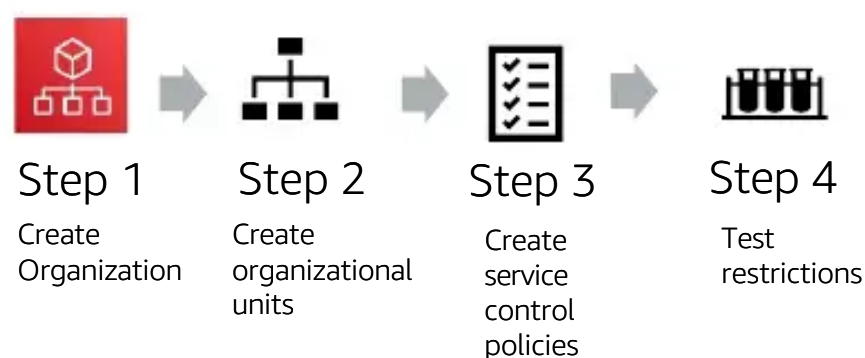 Step 1
Create
Organization
Step 2
Create
organizational
units
Step 3
Create
service
control
policies
Step 4
Test
restrictions